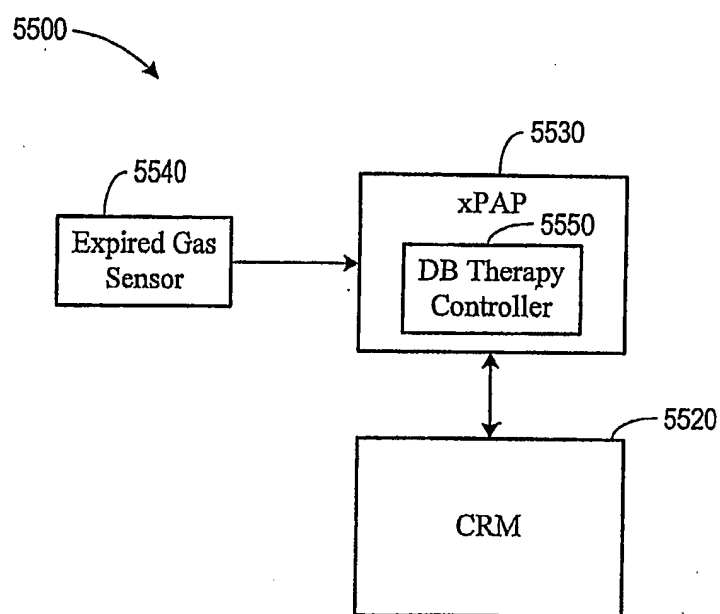 5500
5530
5540
xPAP
5550
Expired Gas
Sensor
DB Therapy
Controller
5520
CRM